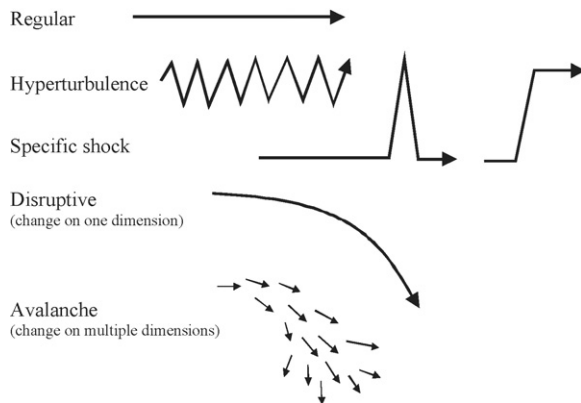 Regular
Hyperturbulence
Specific shock
Disruptive
(change on one dimension)
Avalanche
(change on multiple dimensions)